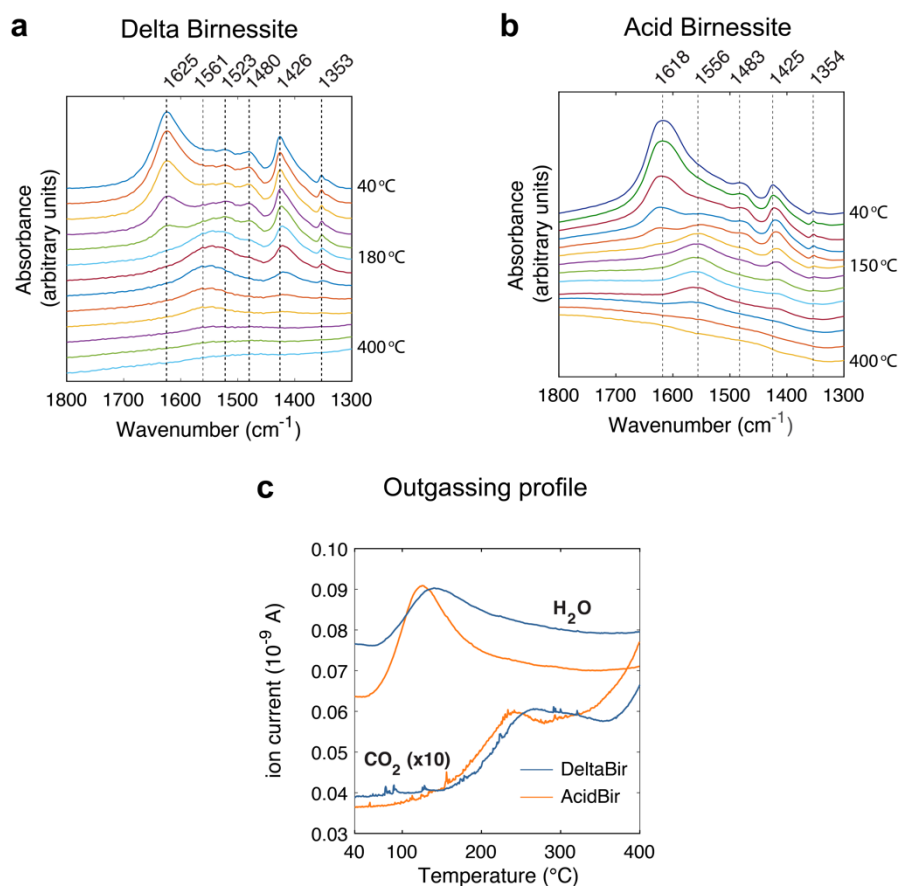 a Delta Birnessite
1625 1561 1523 1480 1426 1353
Absorbance
(arbitrary units)
40 °C
180°C
400°C
1800 1700 1600 1500 1400 1300
Wavenumber (cm⁻¹)
b Acid Birnessite
1618 1556 1483 1425 1354
Absorbance
(arbitrary units)
40 °C
150°C
400°C
1800 1700 1600 1500 1400 1300
Wavenumber (cm⁻¹)
c Outgassing profile
ion current (10⁻⁹ A)
0.10
0.09
0.08
0.07
0.06
0.05
0.04
0.03
H₂O
CO₂ (x10)
DeltaBir
AcidBir
40 100 200 300 400
Temperature (°C)